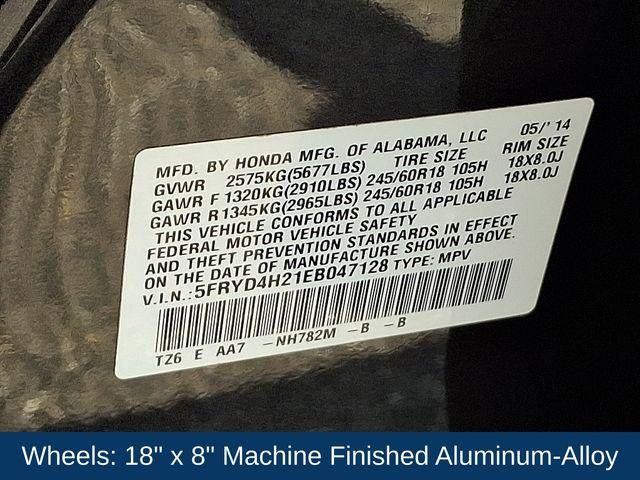 MFD. BY HONDA MFG. OF ALABAMA, LLC 05/' 14
GVWR 2575KG(5677LBS) TIRE SIZE RIM SIZE
GAWR F 1320KG(2910LBS) 245/60R18 105H 18X8.0J
GAWR R1345KG(2965LBS) 245/60R18 105H 18X8.0J
THIS VEHICLE CONFORMS TO ALL APPLICABLE
FEDERAL MOTOR VEHICLE SAFETY
AND THEFT PREVENTION STANDARDS IN EFFECT
ON THE DATE OF MANUFACTURE SHOWN ABOVE.
V.I.N.: 5FRYD4H21EB047128 TYPE: MPV
TZ6 E AA7 -NH782M -B -B
Wheels: 18" x 8" Machine Finished Aluminum-Alloy